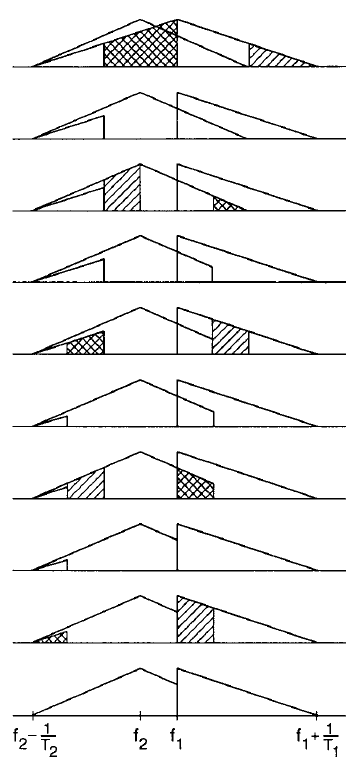 f₂ − 1/T₂ f₂ f₁ f₁ + 1/T₁